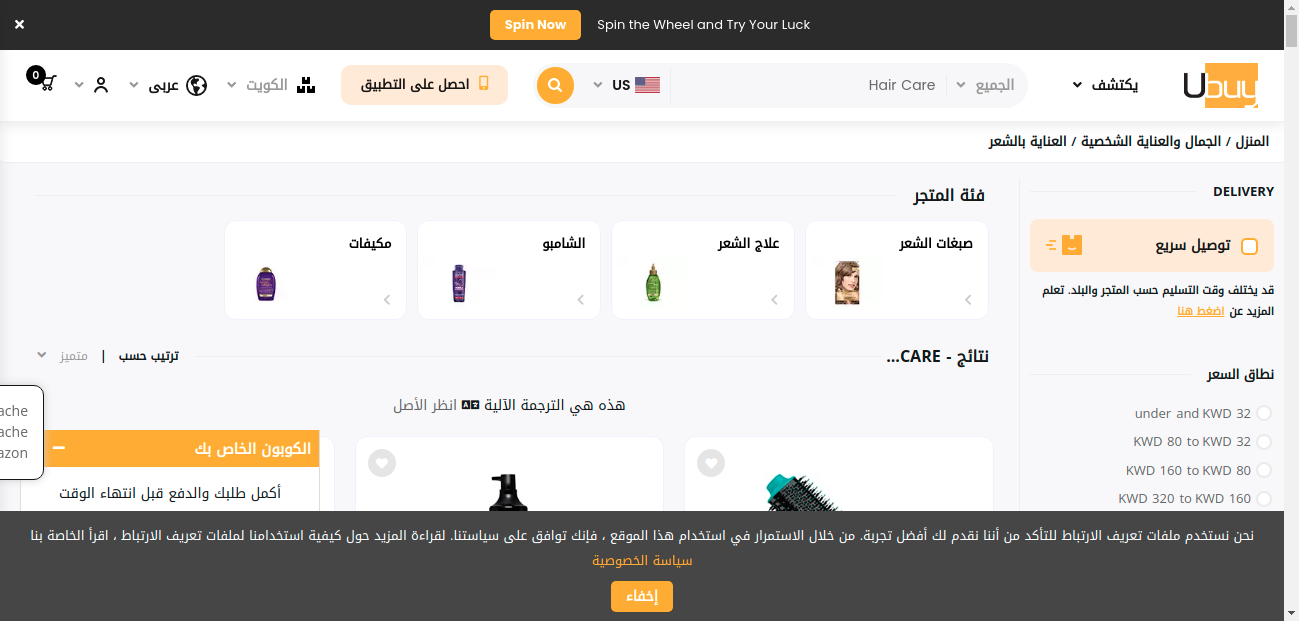 Spin Now
Spin the Wheel and Try Your Luck
Ubuy
يكتشف
الجميع
Hair Care
US
احصل على التطبيق
الكويت
عربى
0
المنزل / الجمال والعناية الشخصية / العناية بالشعر
DELIVERY
توصيل سريع
قد يختلف وقت التسليم حسب المتجر والبلد. تعلم
المزيد عن اضغط هنا
نطاق السعر
under and KWD 32
KWD 80 to KWD 32
KWD 160 to KWD 80
KWD 320 to KWD 160
فئة المتجر
صبغات الشعر
علاج الشعر
الشامبو
مكيفات
نتائج - CARE...
ترتيب حسب | متميز
هذه هي الترجمة الآلية انظر الأصل
ache
ache
azon
الكوبون الخاص بك
أكمل طلبك والدفع قبل انتهاء الوقت
نحن نستخدم ملفات تعريف الارتباط للتأكد من أننا نقدم لك أفضل تجربة. من خلال الاستمرار في استخدام هذا الموقع ، فإنك توافق على سياستنا. لقراءة المزيد حول كيفية استخدامنا لملفات تعريف الارتباط ، اقرأ الخاصة بنا
سياسة الخصوصية
إخفاء